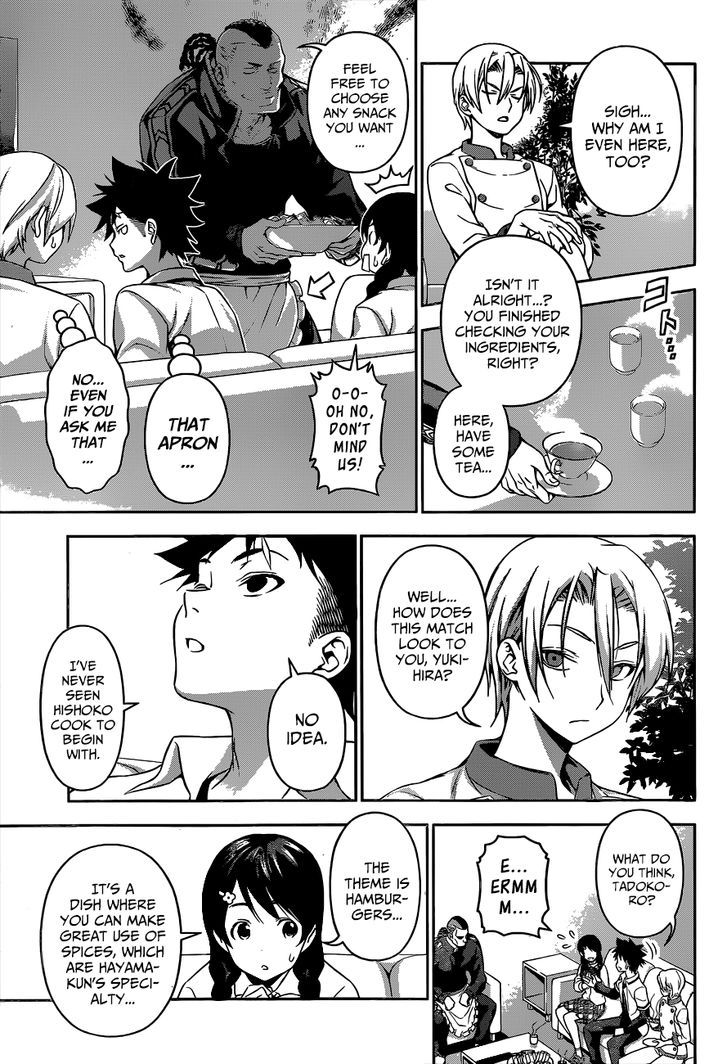 SIGH...
WHY AM I
EVEN HERE,
TOO?
ISN'T IT
ALRIGHT...?
YOU FINISHED
CHECKING YOUR
INGREDIENTS,
RIGHT?
コト...
HERE,
HAVE
SOME
TEA...
FEEL
FREE TO
CHOOSE
ANY SNACK
YOU WANT
...
O-O-
OH NO,
DON'T
MIND
US!
THAT
APRON
...
NO...
EVEN
IF YOU
ASK ME
THAT
...
WELL...
HOW DOES
THIS MATCH
LOOK TO
YOU, YUKI-
HIRA?
NO
IDEA.
I'VE
NEVER
SEEN
HISHOKO
COOK TO
BEGIN
WITH.
WHAT DO
YOU THINK,
TADOKO-
RO?
E...
ERMM
M...
THE
THEME IS
HAMBUR-
GERS...
IT'S A
DISH WHERE
YOU CAN MAKE
GREAT USE OF
SPICES, WHICH
ARE HAYAMA-
KUN'S SPECI-
ALTY...